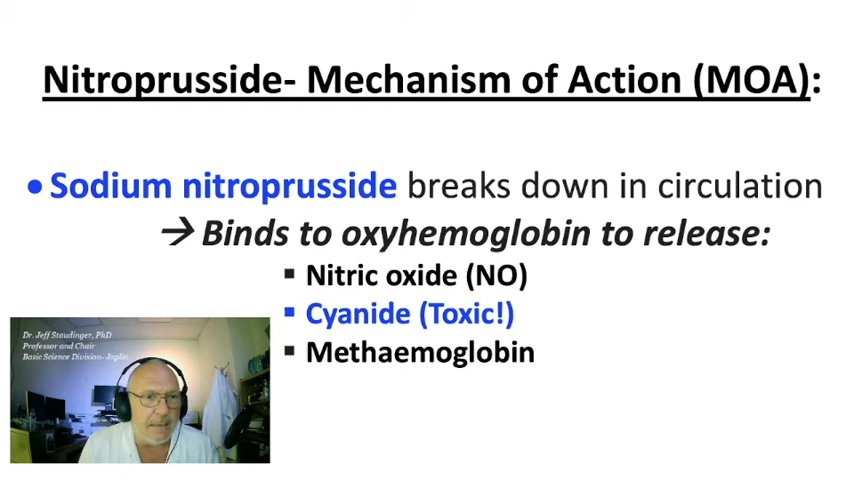 Nitroprusside- Mechanism of Action (MOA):
• Sodium nitroprusside breaks down in circulation
→ Binds to oxyhemoglobin to release:
▪ Nitric oxide (NO)
▪ Cyanide (Toxic!)
▪ Methaemoglobin
Dr. Jeff Staudinger, PhD
Professor and Chair
Basic Science Division- Joplin